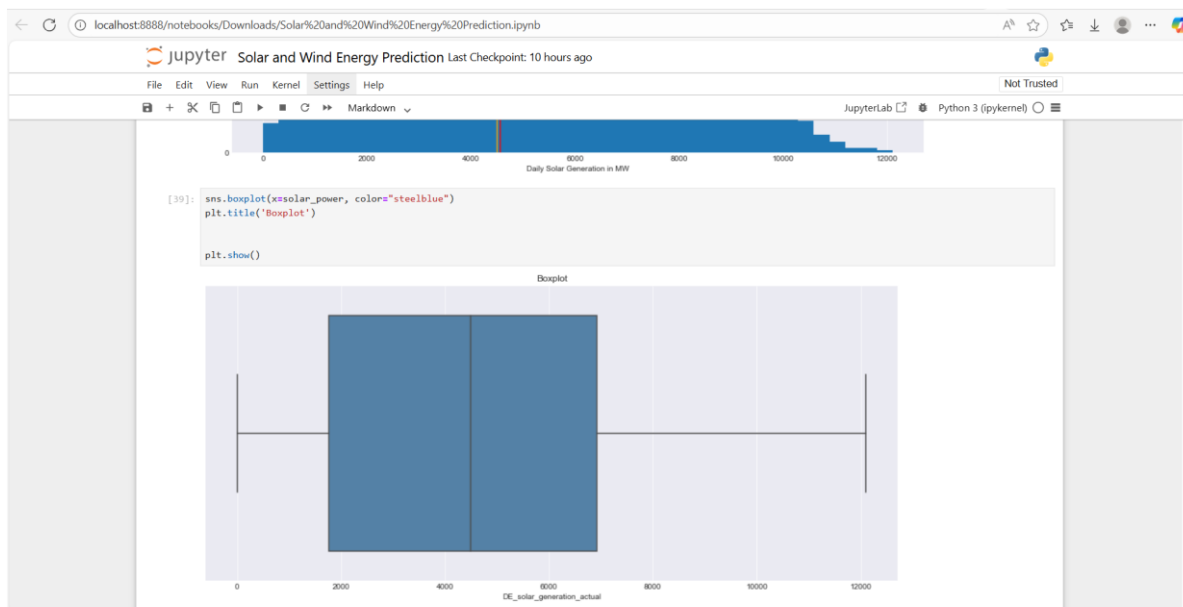 localhost:8888/notebooks/Downloads/Solar%20and%20Wind%20Energy%20Prediction.ipynb
jupyter Solar and Wind Energy Prediction Last Checkpoint: 10 hours ago
File Edit View Run Kernel Settings Help Not Trusted
Markdown JupyterLab Python 3 (ipykernel)
0
0 2000 4000 6000 8000 10000 12000
Daily Solar Generation in MW
[39]: sns.boxplot(x=solar_power, color="steelblue")
plt.title('Boxplot')
plt.show()
Boxplot
0 2000 4000 6000 8000 10000 12000
DE_solar_generation_actual